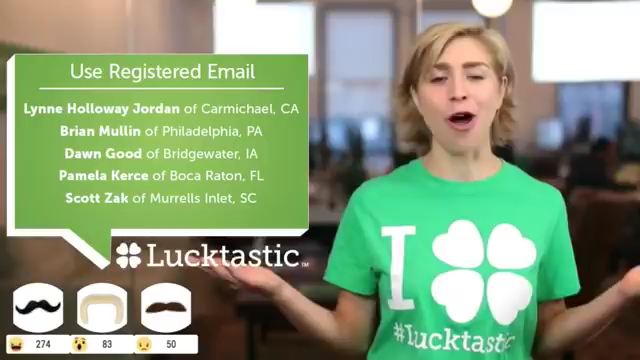 Use Registered Email
Lynne Holloway Jordan of Carmichael, CA
Brian Mullin of Philadelphia, PA
Dawn Good of Bridgewater, IA
Pamela Kerce of Boca Raton, FL
Scott Zak of Murrells Inlet, SC
Lucktastic™
I
#lucktastic
274 83 50